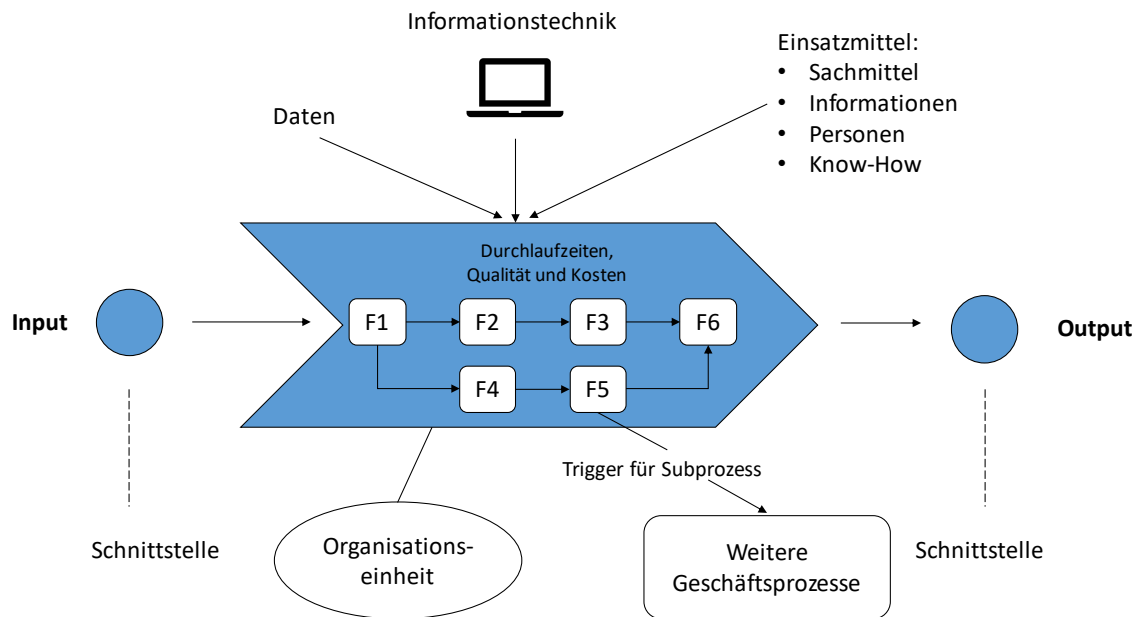 Informationstechnik
Einsatzmittel:
• Sachmittel
• Informationen
• Personen
• Know-How
Daten
Durchlaufzeiten,
Qualität und Kosten
Input
F1
F2
F3
F6
Output
F4
F5
Trigger für Subprozess
Schnittstelle
Organisations-
einheit
Weitere
Geschäftsprozesse
Schnittstelle